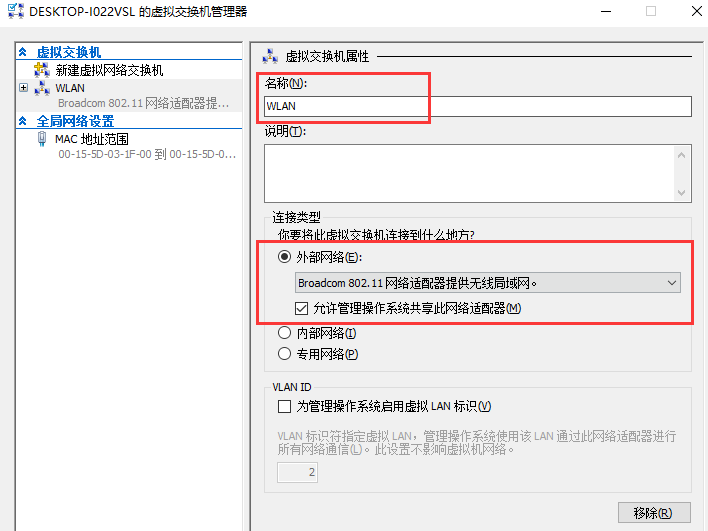 DESKTOP-I022VSL 的虚拟交换机管理器
虚拟交换机
新建虚拟网络交换机
WLAN
Broadcom 802.11 网络适配器提...
全局网络设置
MAC 地址范围
00-15-5D-03-1F-00 到 00-15-5D-0...
虚拟交换机属性
名称(N):
WLAN
说明(T):
连接类型
你要将此虚拟交换机连接到什么地方?
外部网络(E):
Broadcom 802.11 网络适配器提供无线局域网。
允许管理操作系统共享此网络适配器(M)
内部网络(I)
专用网络(P)
VLAN ID
为管理操作系统启用虚拟 LAN 标识(V)
VLAN 标识符指定虚拟 LAN，管理操作系统使用该 LAN 通过此网络适配器进行
所有网络通信(L)。此设置不影响虚拟机网络。
2
移除(R)